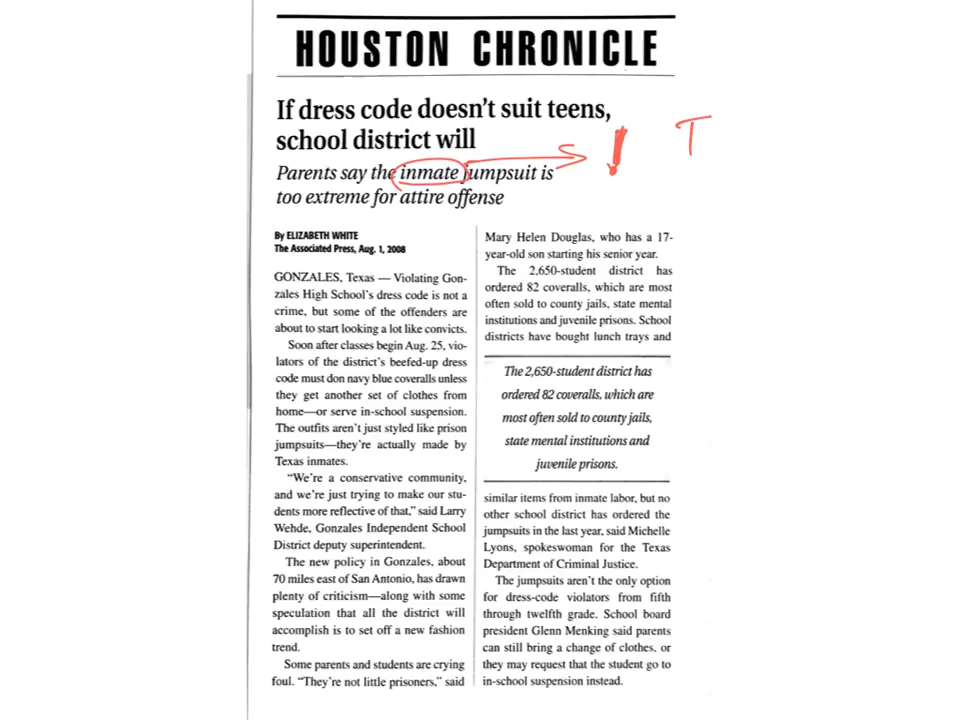 HOUSTON CHRONICLE
If dress code doesn't suit teens,
school district will
Parents say the inmate jumpsuit is
too extreme for attire offense
! T
By ELIZABETH WHITE
The Associated Press, Aug. 1, 2008
GONZALES, Texas — Violating Gon-
zales High School's dress code is not a
crime, but some of the offenders are
about to start looking a lot like convicts.
Soon after classes begin Aug. 25, vio-
lators of the district's beefed-up dress
code must don navy blue coveralls unless
they get another set of clothes from
home—or serve in-school suspension.
The outfits aren't just styled like prison
jumpsuits—they're actually made by
Texas inmates.
"We're a conservative community,
and we're just trying to make our stu-
dents more reflective of that," said Larry
Wehde, Gonzales Independent School
District deputy superintendent.
The new policy in Gonzales, about
70 miles east of San Antonio, has drawn
plenty of criticism—along with some
speculation that all the district will
accomplish is to set off a new fashion
trend.
Some parents and students are crying
foul. "They're not little prisoners," said
Mary Helen Douglas, who has a 17-
year-old son starting his senior year.
The 2,650-student district has
ordered 82 coveralls, which are most
often sold to county jails, state mental
institutions and juvenile prisons. School
districts have bought lunch trays and
The 2,650-student district has
ordered 82 coveralls, which are
most often sold to county jails,
state mental institutions and
juvenile prisons.
similar items from inmate labor, but no
other school district has ordered the
jumpsuits in the last year, said Michelle
Lyons, spokeswoman for the Texas
Department of Criminal Justice.
The jumpsuits aren't the only option
for dress-code violators from fifth
through twelfth grade. School board
president Glenn Menking said parents
can still bring a change of clothes, or
they may request that the student go to
in-school suspension instead.